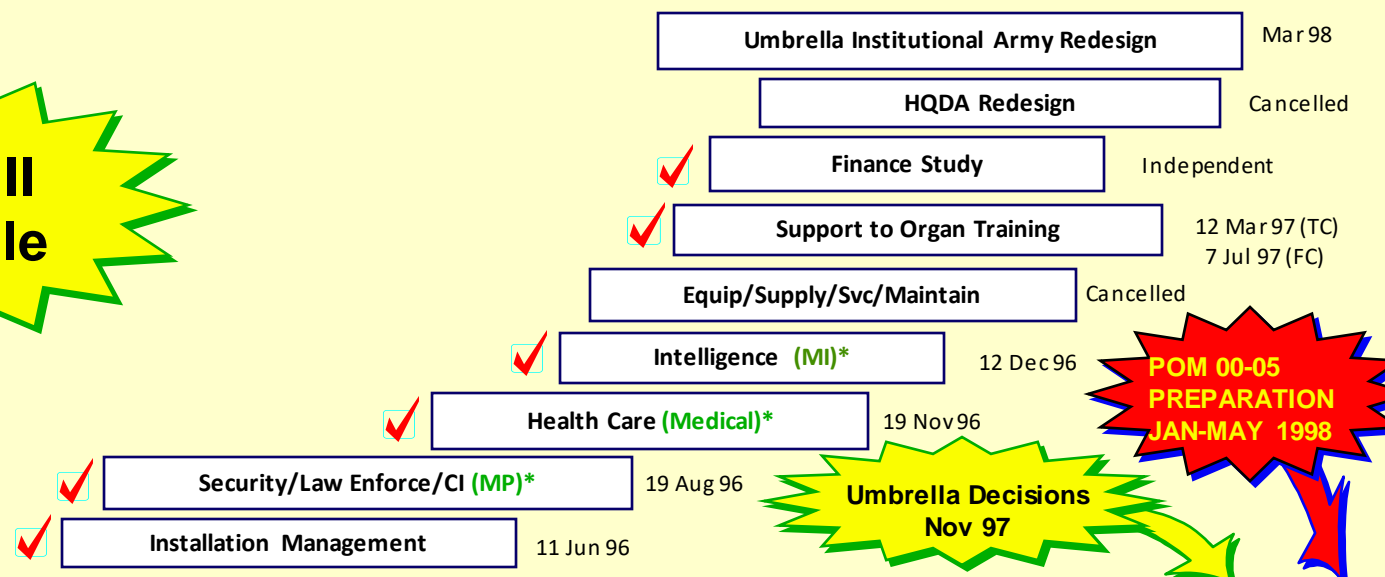 Umbrella Institutional Army Redesign Mar 98
HQDA Redesign Cancelled
Finance Study Independent
ll
le
Support to Organ Training 12 Mar 97 (TC)
7 Jul 97 (FC)
Equip/Supply/Svc/Maintain Cancelled
Intelligence (MI)* 12 Dec 96
POM 00-05
PREPARATION
JAN-MAY 1998
Health Care (Medical)* 19 Nov 96
Security/Law Enforce/CI (MP)* 19 Aug 96
Umbrella Decisions
Nov 97
Installation Management 11 Jun 96